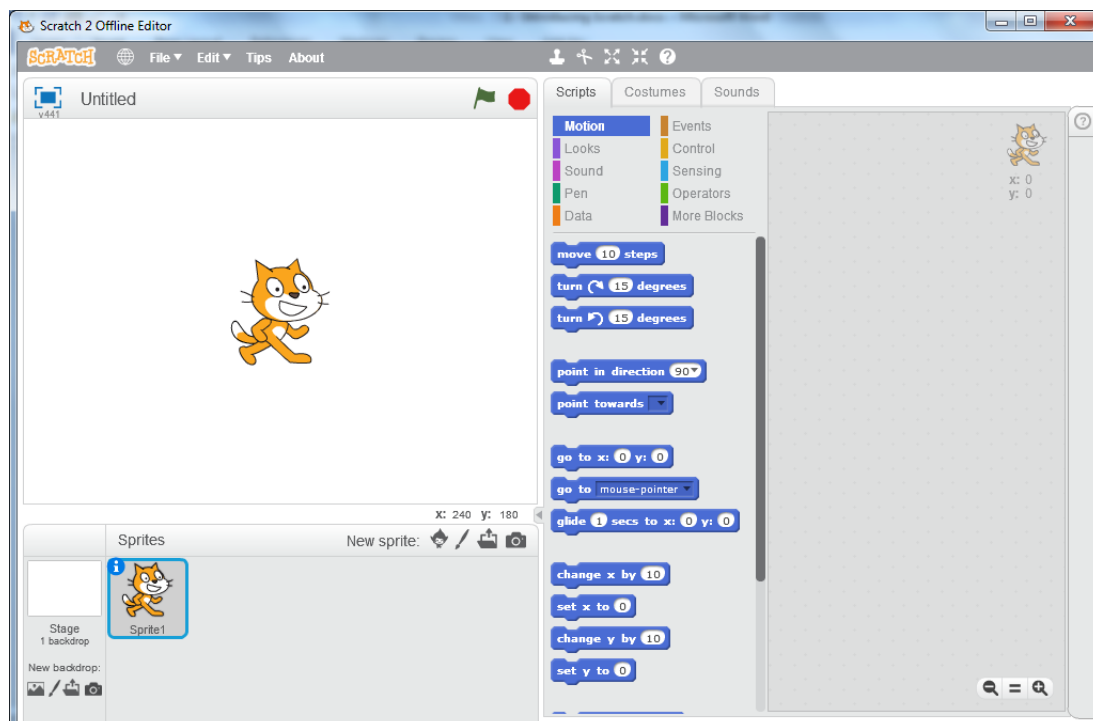 Scratch 2 Offline Editor
SCRATCH File Edit Tips About
v441
Untitled
Scripts Costumes Sounds
Motion Events
Looks Control
Sound Sensing
Pen Operators
Data More Blocks
x: 0
y: 0
move 10 steps
turn 15 degrees
turn 15 degrees
point in direction 90
point towards
go to x: 0 y: 0
go to mouse-pointer
glide 1 secs to x: 0 y: 0
change x by 10
set x to 0
change y by 10
set y to 0
X: 240 y: 180
Sprites New sprite:
Stage
1 backdrop
Sprite1
New backdrop: